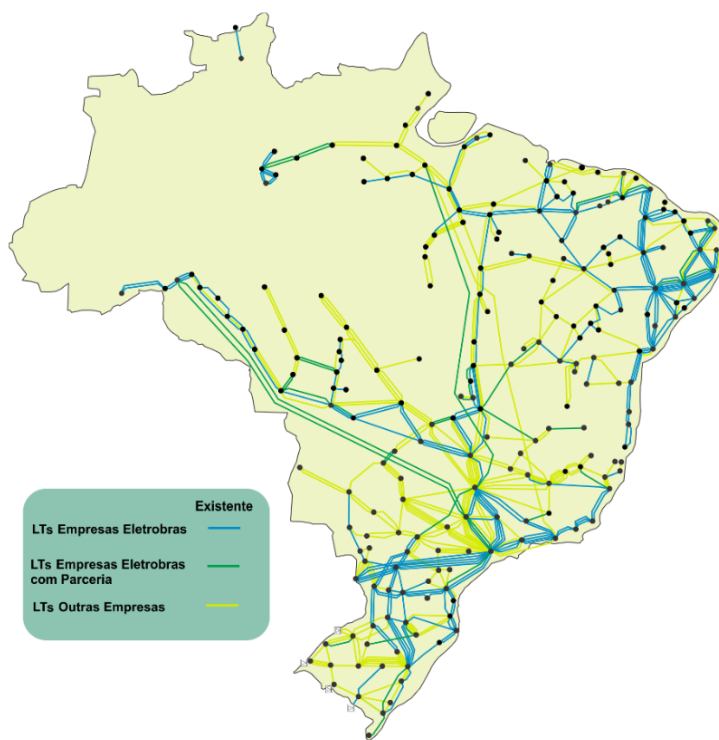 Existente
LTs Empresas Eletrobras
LTs Empresas Eletrobras
com Parceria
LTs Outras Empresas